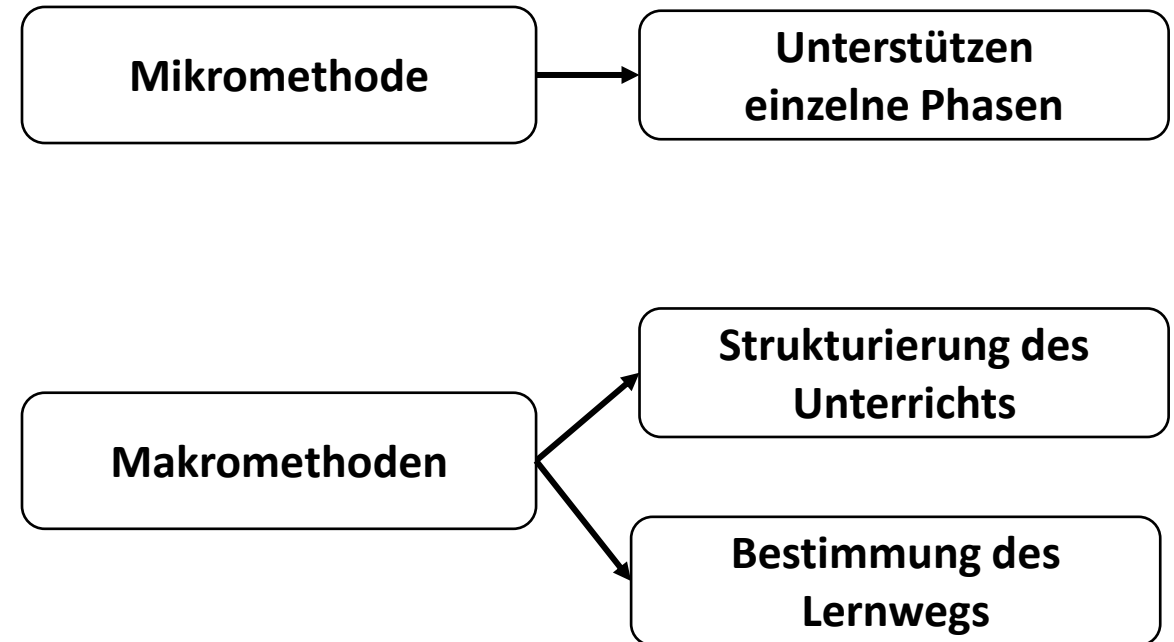 Mikromethode
Unterstützen
einzelne Phasen
Strukturierung des
Unterrichts
Makromethoden
Bestimmung des
Lernwegs